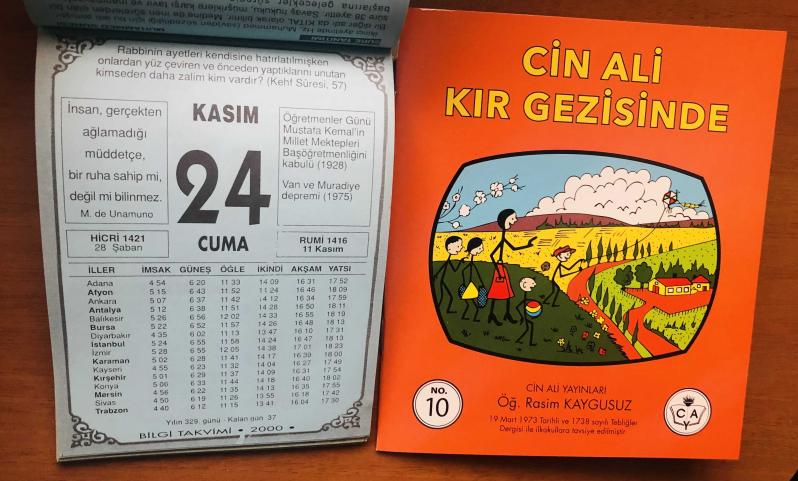 Rabbinin ayetleri kendisine hatırlatılmışken
onlardan yüz çeviren ve önceden yaptıklarını unutan
kimseden daha zalim kim vardır? (Kehf Sûresi, 57)
İnsan, gerçekten
ağlamadığı
müddetçe,
bir ruha sahip mi,
değil mi bilinmez.
M. de Unamuno
KASIM
24
CUMA
Öğretmenler Günü
Mustafa Kemal'in
Millet Mektepleri
Başöğretmenliğini
kabulü (1928)
Van ve Muradiye
depremi (1975)
HİCRİ 1421
28 Şaban
RUMİ 1416
11 Kasım
İLLER İMSAK GÜNEŞ ÖĞLE İKİNDİ AKŞAM YATSI
Adana 4 54 6 20 11 33 14 09 16 31 17 52
Afyon 5 15 6 43 11 52 14 24 16 46 18 09
Ankara 5 07 6 37 11 42 14 12 16 34 17 59
Antalya 5 12 6 38 11 51 14 28 16 50 18 11
Balıkesir 5 26 6 56 12 02 14 33 16 55 18 19
Bursa 5 22 6 52 11 57 14 26 16 48 18 13
Diyarbakır 4 35 6 02 11 13 13 47 16 10 17 31
İstanbul 5 24 6 55 11 58 14 24 16 47 18 13
İzmir 5 28 6 55 12 05 14 38 17 01 18 23
Karaman 5 02 6 28 11 41 14 17 16 39 18 00
Kayseri 4 55 6 23 11 32 14 04 16 27 17 49
Kırşehir 5 01 6 29 11 37 14 09 16 31 17 54
Konya 5 06 6 33 11 44 14 18 16 40 18 02
Mersin 4 56 6 22 11 35 14 13 16 35 17 55
Sivas 4 50 6 19 11 26 13 55 16 18 17 42
Trabzon 4 40 6 12 11 15 13 41 16 04 17 30
Yılın 329. günü - Kalan gün 37
BİLGİ TAKVİMİ • 2000 •
CİN ALİ
KIR GEZİSİNDE
NO.
10
CİN ALİ YAYINLARI
Öğ. Rasim KAYGUSUZ
19 Mart 1973 Tarihli ve 1738 sayılı Tebliğler
Dergisi ile ilkokullara tavsiye edilmiştir
C A
Y